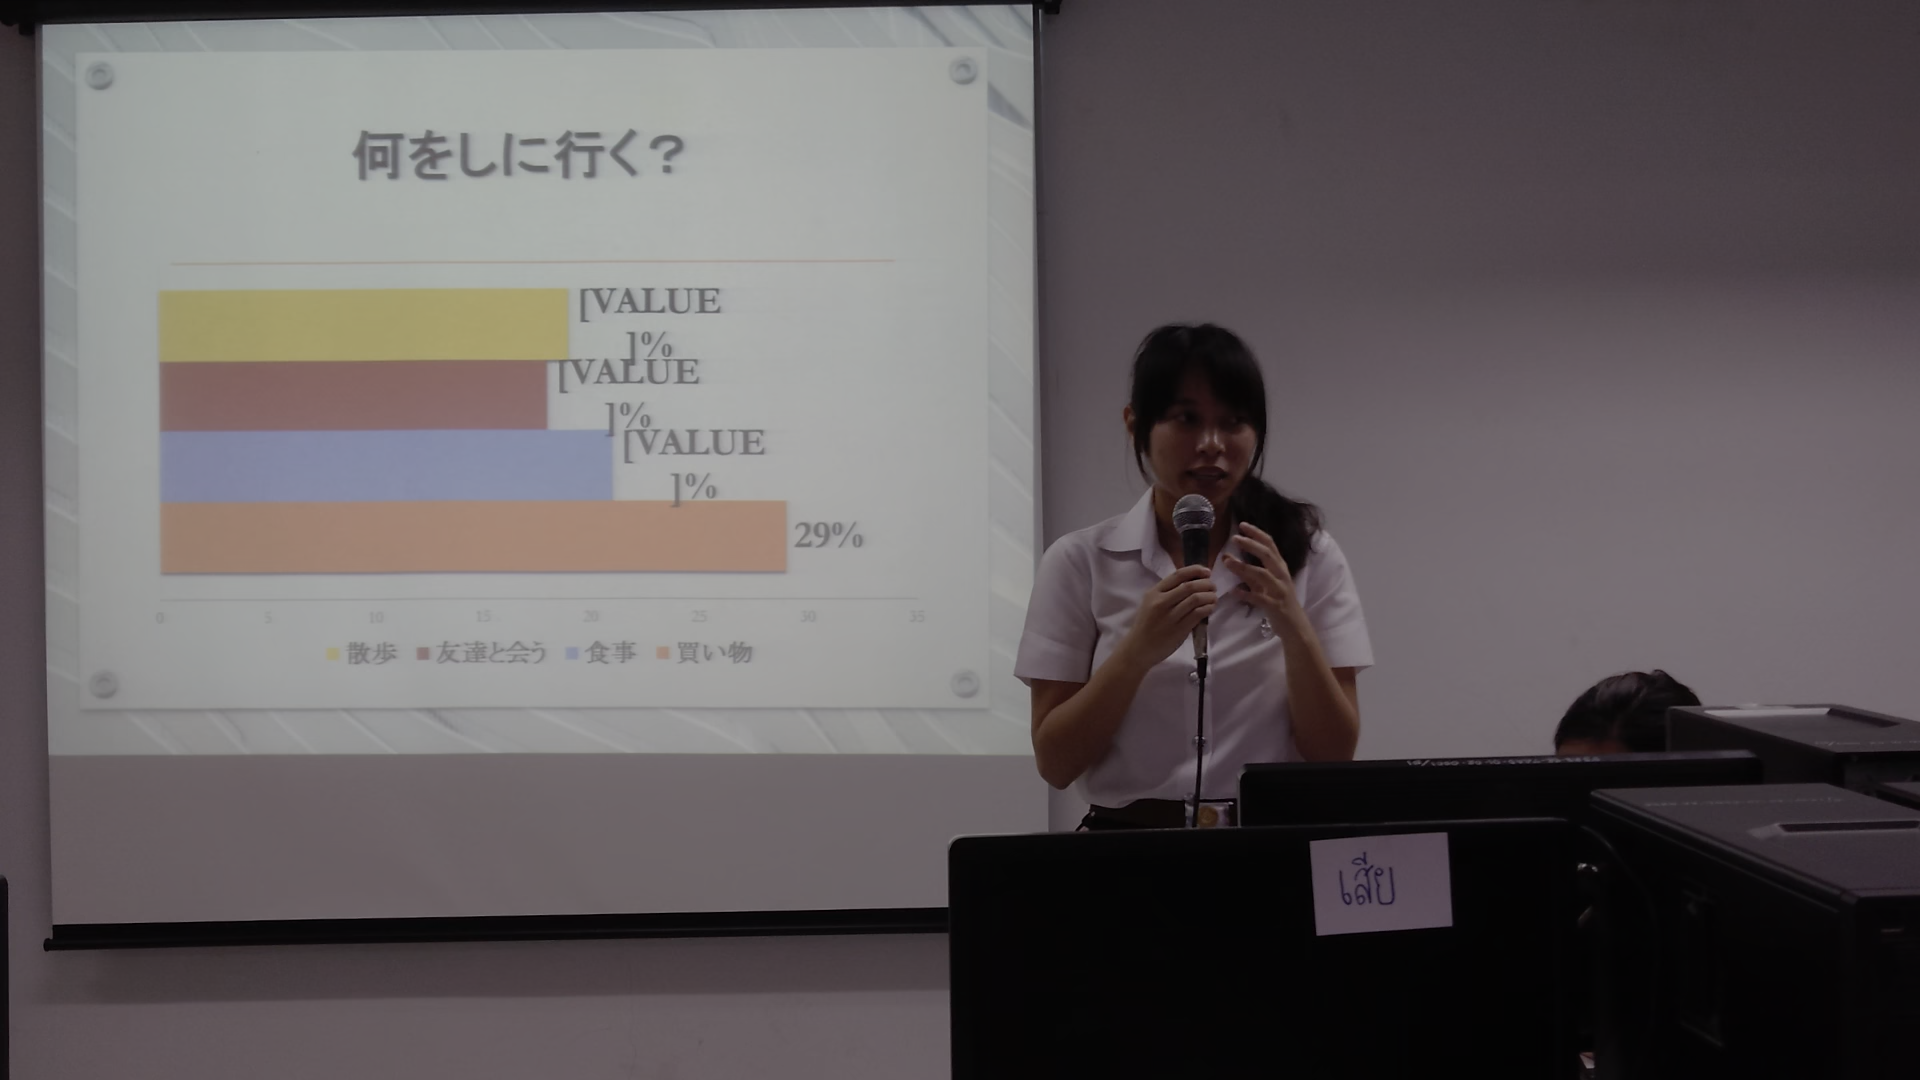 何をしに行く？
[VALUE
]%
[VALUE
]%
[VALUE
]%
29%
0 5 10 15 20 25 30 35
散歩 友達と会う 食事 買い物
เสีย